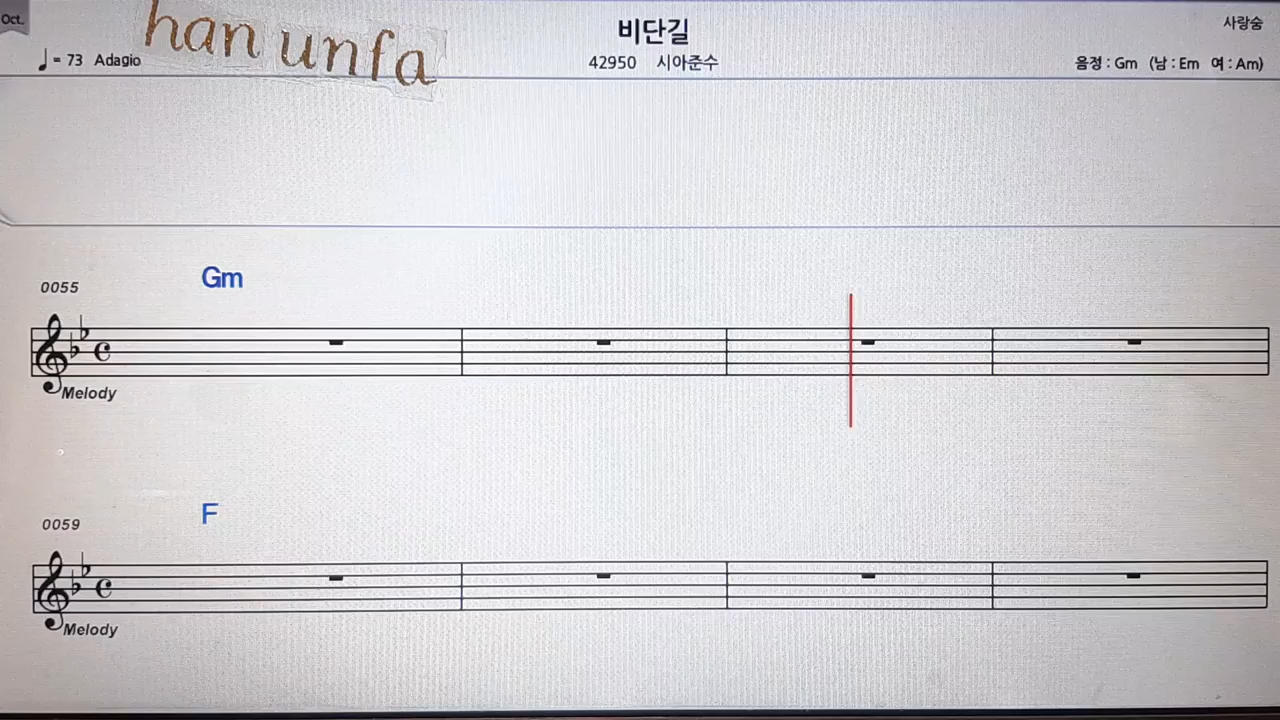 Oct.
han unfa
비단길
사랑숨
♩= 73 Adagio
42950 시아준수
음정 : Gm (남 : Em 여 : Am)
Gm
0055
Melody
F
0059
Melody